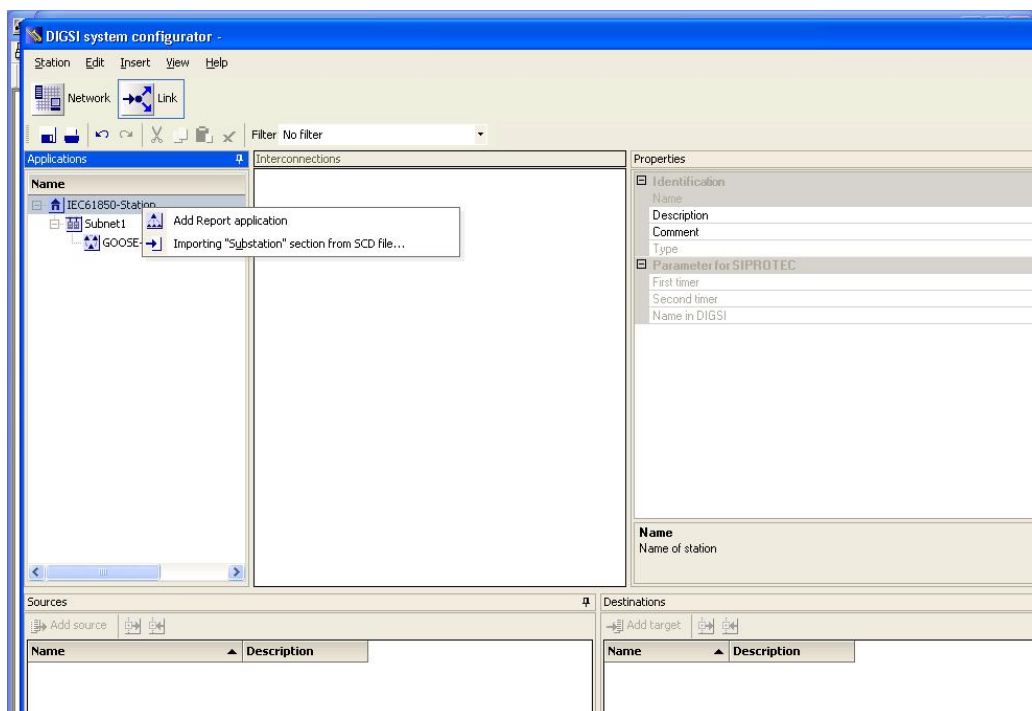 DIGSI system configurator -
Station Edit Insert View Help
Network Link
Filter No filter
Applications
Name
IEC61850-Station
Subnet1
GOOSE-
Add Report application
Importing "Substation" section from SCD file...
Interconnections
Properties
Identification
Name
Description
Comment
Type
Parameter for SIPROTEC
First timer
Second timer
Name in DIGSI
Name
Name of station
Sources
Add source
Name Description
Destinations
Add target
Name Description